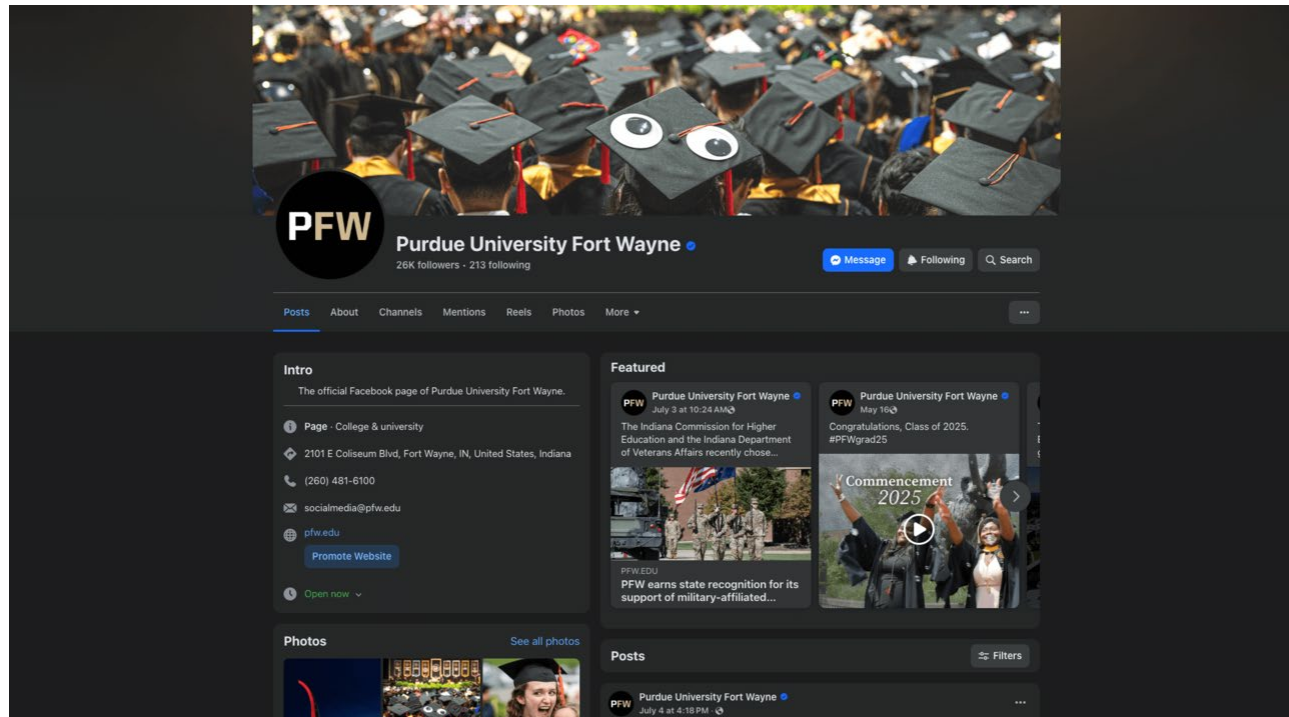 PFW
Purdue University Fort Wayne
26K followers • 213 following
Message
Following
Search
Posts
About
Channels
Mentions
Reels
Photos
More
Intro
The official Facebook page of Purdue University Fort Wayne.
Page · College & university
2101 E Coliseum Blvd, Fort Wayne, IN, United States, Indiana
(260) 481-6100
socialmedia@pfw.edu
pfw.edu
Promote Website
Open now
Photos
See all photos
Featured
PFW
Purdue University Fort Wayne
July 3 at 10:24 AM
The Indiana Commission for Higher
Education and the Indiana Department
of Veterans Affairs recently chose...
PFW.EDU
PFW earns state recognition for its
support of military-affiliated...
PFW
Purdue University Fort Wayne
May 16
Congratulations, Class of 2025.
#PFWgrad25
Commencement
2025
Posts
Filters
PFW
Purdue University Fort Wayne
July 4 at 4:18 PM ·